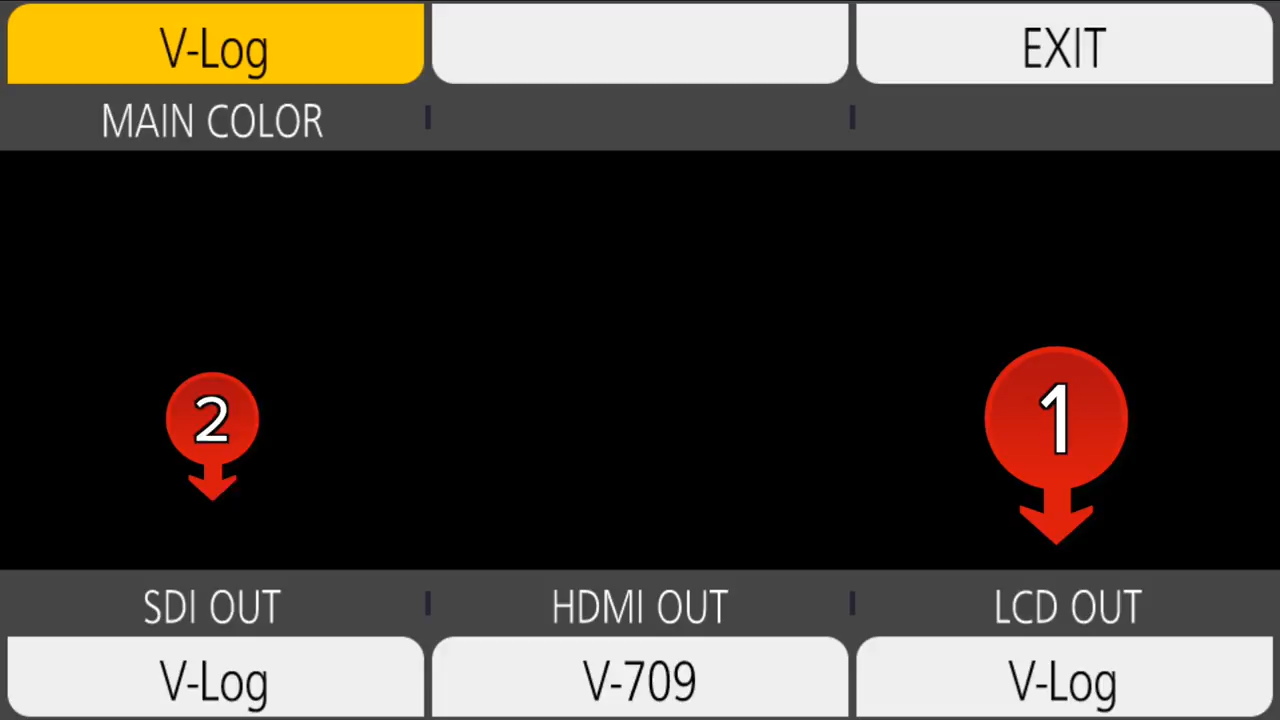 V-Log
EXIT
MAIN COLOR
2
1
SDI OUT
HDMI OUT
LCD OUT
V-Log
V-709
V-Log